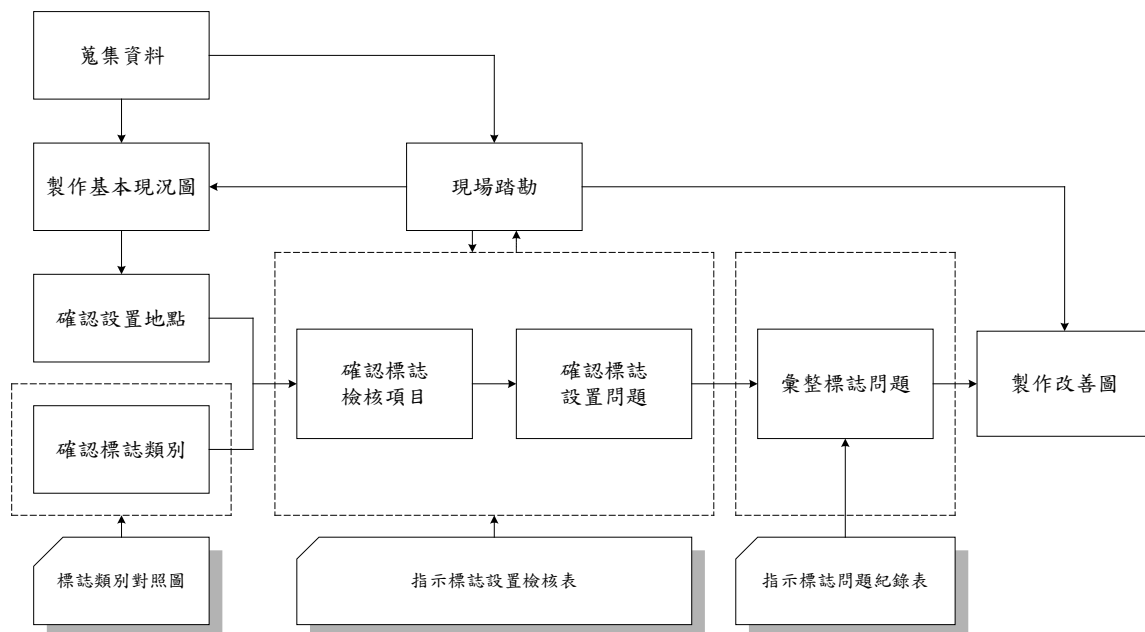 蒐集資料
製作基本現況圖
現場踏勘
確認設置地點
確認標誌
檢核項目
確認標誌
設置問題
彙整標誌問題
製作改善圖
確認標誌類別
標誌類別對照圖
指示標誌設置檢核表
指示標誌問題紀錄表